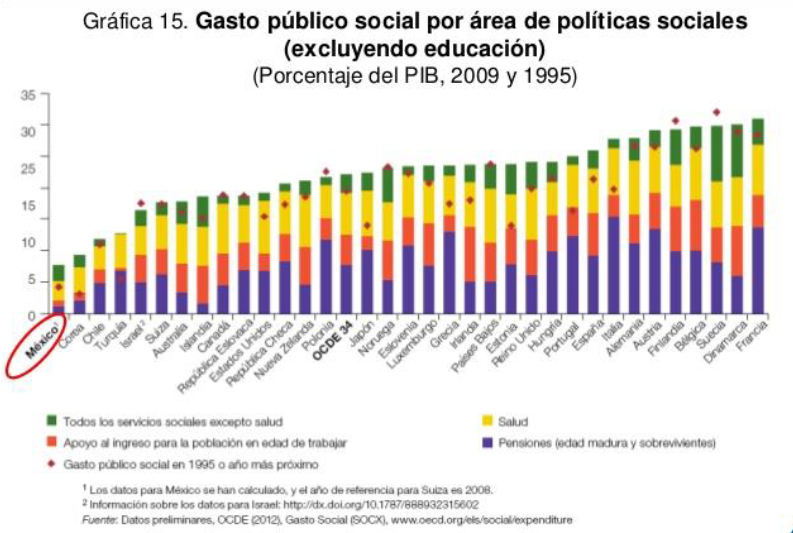 Gráfica 15. Gasto público social por área de políticas sociales
(excluyendo educación)
(Porcentaje del PIB, 2009 y 1995)
35
30
25
15
10
5
0
México¹
Corea
Chile
Turquía
Israel ²
Suiza
Australia
Islandia
Canadá
República Eslovaca
Estados Unidos
República Checa
Nueva Zelanda
Polonia
OCDE 34
Japón
Noruega
Eslovenia
Luxemburgo
Grecia
Irlanda
Países Bajos
Estonia
Reino Unido
Hungría
Portugal
España
Italia
Alemania
Austria
Finlandia
Bélgica
Suecia
Dinamarca
Francia
Todos los servicios sociales excepto salud
Salud
Apoyo al ingreso para la población en edad de trabajar
Pensiones (edad madura y sobrevivientes)
Gasto público social en 1995 o año más próximo
¹ Los datos para México se han calculado, y el año de referencia para Suiza es 2008.
² Información sobre los datos para Israel: http://dx.doi.org/10.1787/888932315602
Fuente: Datos preliminares, OCDE (2012), Gasto Social (SOCX), www.oecd.org/els/social/expenditure